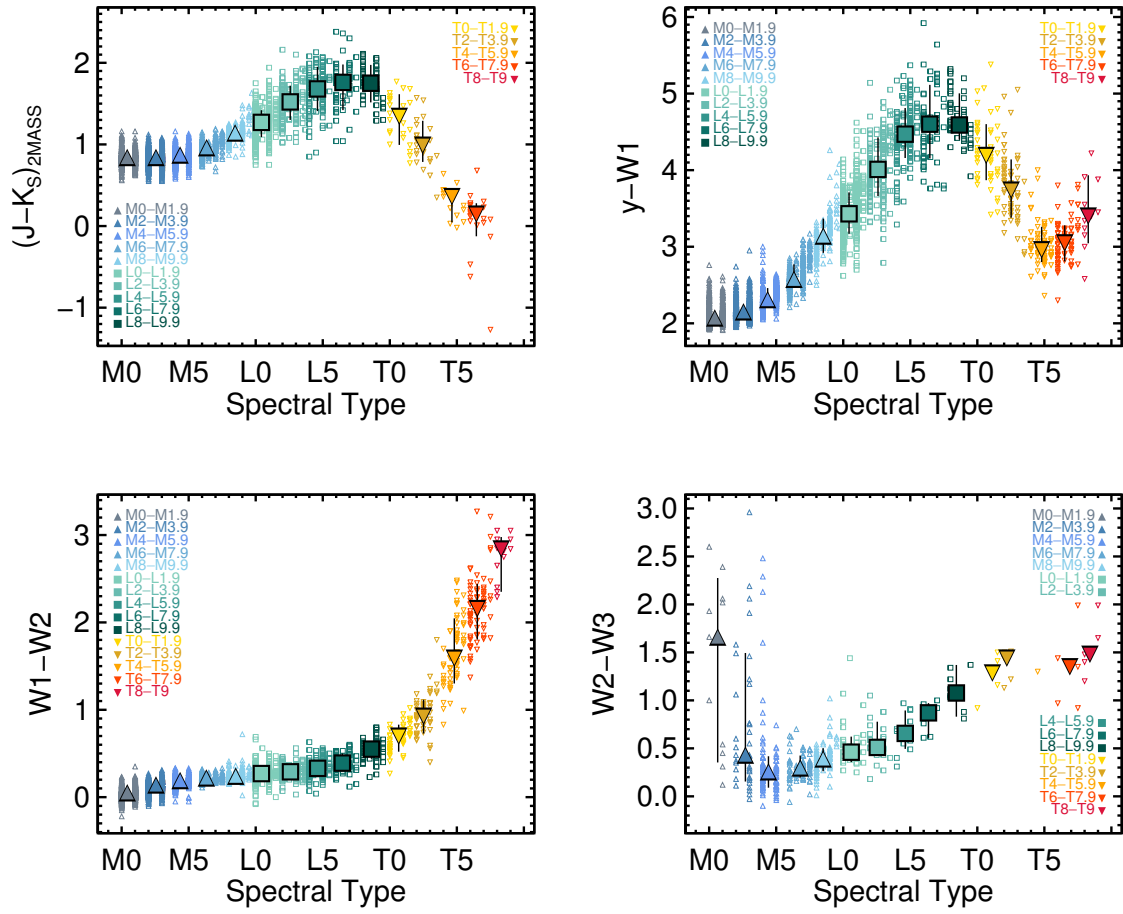 (J−K_S)_2MASS
2
1
0
−1
M0−M1.9
M2−M3.9
M4−M5.9
M6−M7.9
M8−M9.9
L0−L1.9
L2−L3.9
L4−L5.9
L6−L7.9
L8−L9.9
T0−T1.9
T2−T3.9
T4−T5.9
T6−T7.9
T8−T9
M0 M5 L0 L5 T0 T5
Spectral Type
y−W1
6
5
4
3
2
M0−M1.9
M2−M3.9
M4−M5.9
M6−M7.9
M8−M9.9
L0−L1.9
L2−L3.9
L4−L5.9
L6−L7.9
L8−L9.9
T0−T1.9
T2−T3.9
T4−T5.9
T6−T7.9
T8−T9
M0 M5 L0 L5 T0 T5
Spectral Type
W1−W2
3
2
1
0
M0−M1.9
M2−M3.9
M4−M5.9
M6−M7.9
M8−M9.9
L0−L1.9
L2−L3.9
L4−L5.9
L6−L7.9
L8−L9.9
T0−T1.9
T2−T3.9
T4−T5.9
T6−T7.9
T8−T9
M0 M5 L0 L5 T0 T5
Spectral Type
W2−W3
3.0
2.5
2.0
1.5
1.0
0.5
0.0
M0−M1.9
M2−M3.9
M4−M5.9
M6−M7.9
M8−M9.9
L0−L1.9
L2−L3.9
L4−L5.9
L6−L7.9
L8−L9.9
T0−T1.9
T2−T3.9
T4−T5.9
T6−T7.9
T8−T9
M0 M5 L0 L5 T0 T5
Spectral Type